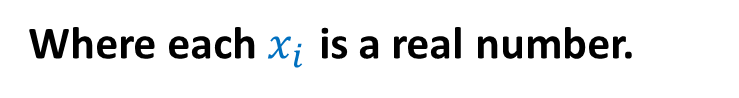 Where each xᵢ is a real number.